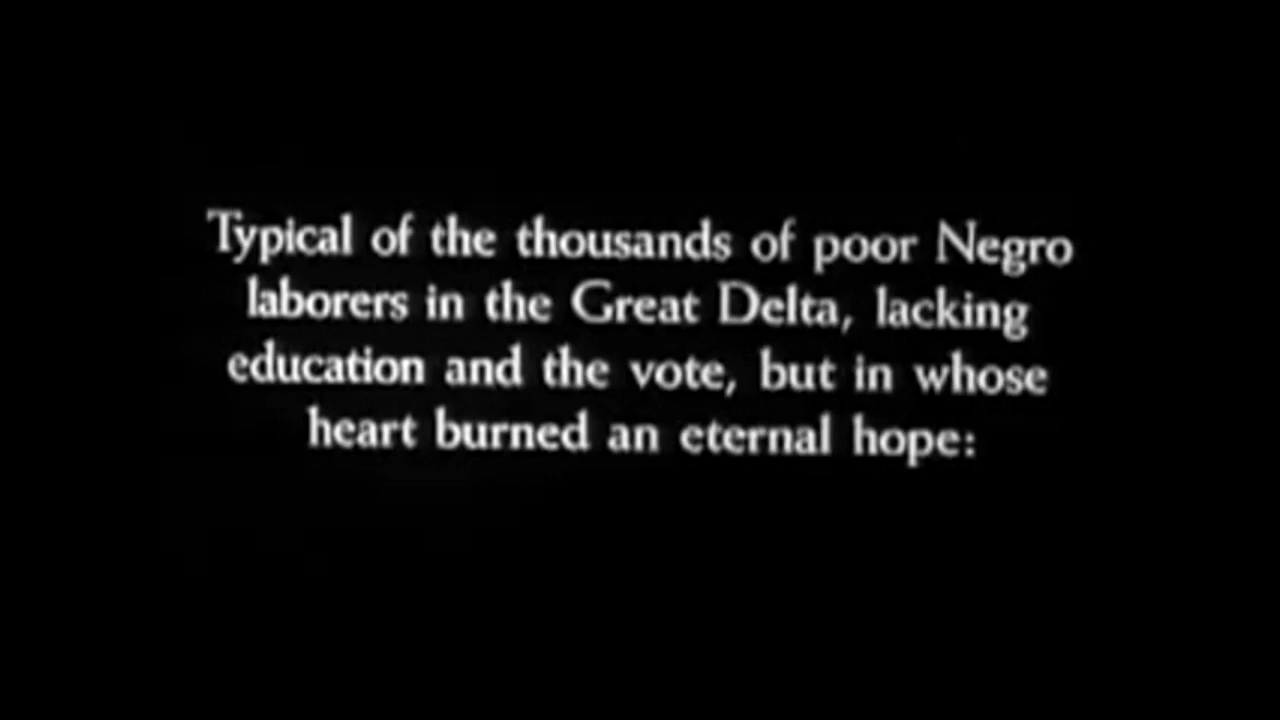 Typical of the thousands of poor Negro
laborers in the Great Delta, lacking
education and the vote, but in whose
heart burned an eternal hope: